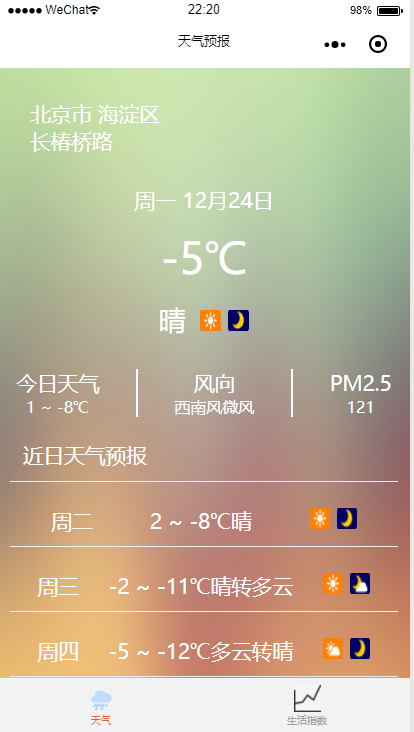 WeChat 22:20 98%
天气预报
北京市 海淀区
长椿桥路
周一 12月24日
-5℃
晴
今日天气 风向 PM2.5
1 ~ -8℃ 西南风微风 121
近日天气预报
周二 2 ~ -8℃晴
周三 -2 ~ -11℃晴转多云
周四 -5 ~ -12℃多云转晴
天气 生活指数